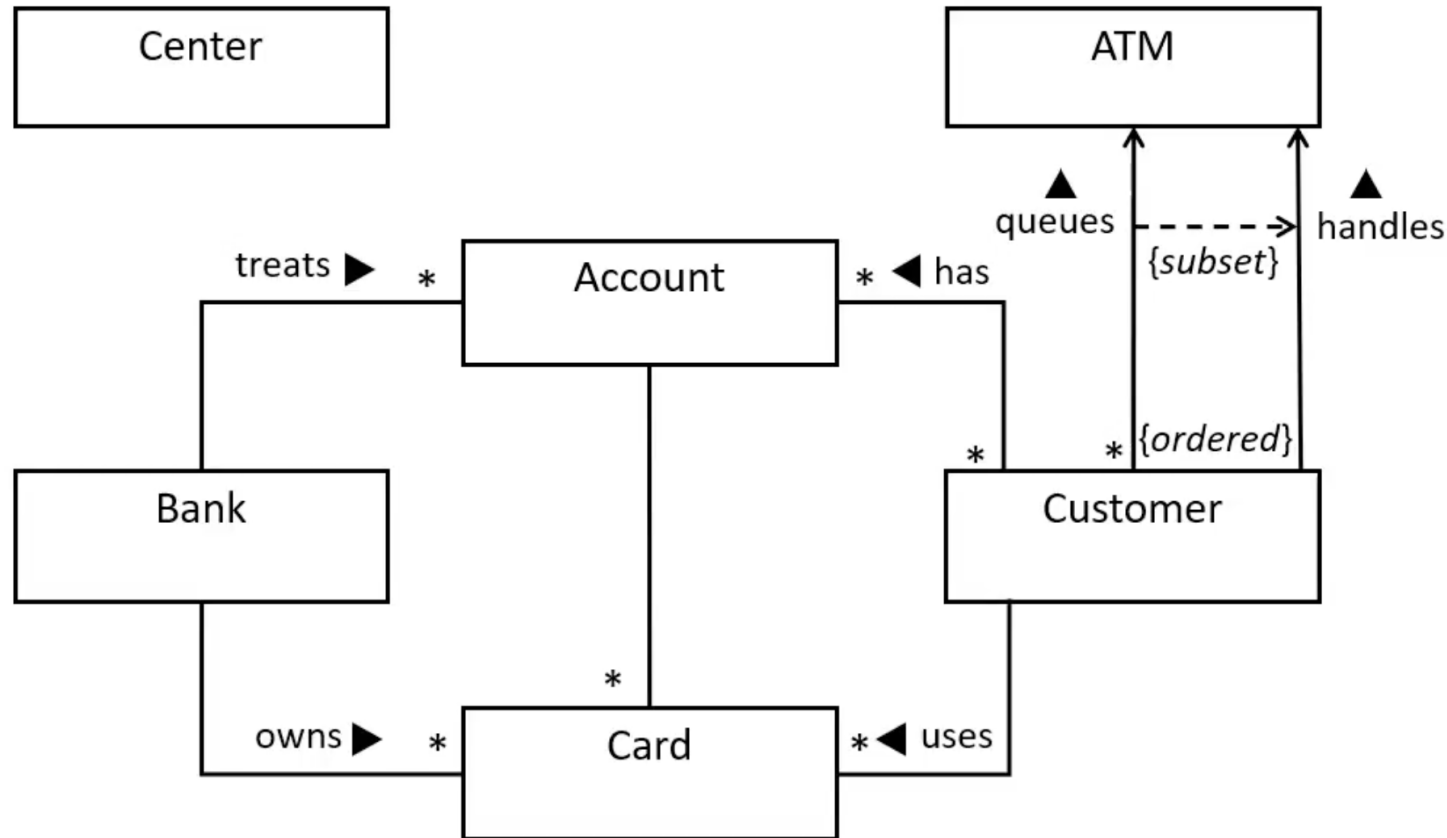 Center
ATM
queues
handles
{subset}
treats
*
Account
*
has
*
*
{ordered}
Bank
Customer
*
owns
*
Card
*
uses